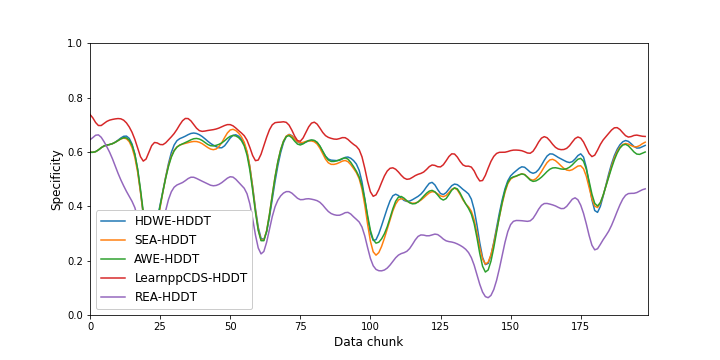 1.0
0.8
0.6
0.4
0.2
0.0
Specificity
HDWE-HDDT
SEA-HDDT
AWE-HDDT
LearnppCDS-HDDT
REA-HDDT
0 25 50 75 100 125 150 175
Data chunk